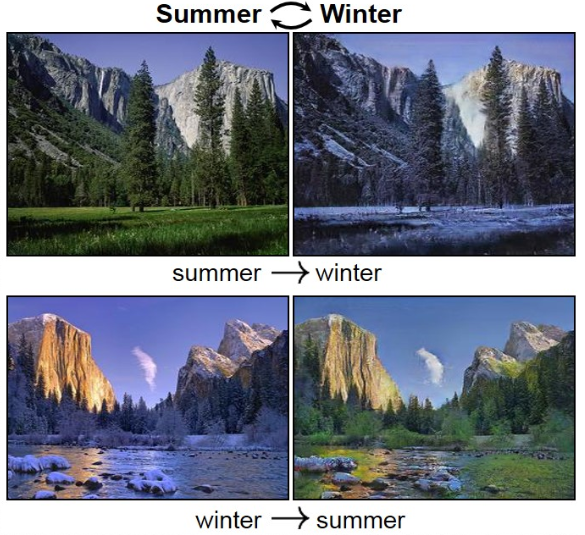 Summer ⇄ Winter
summer → winter
winter → summer